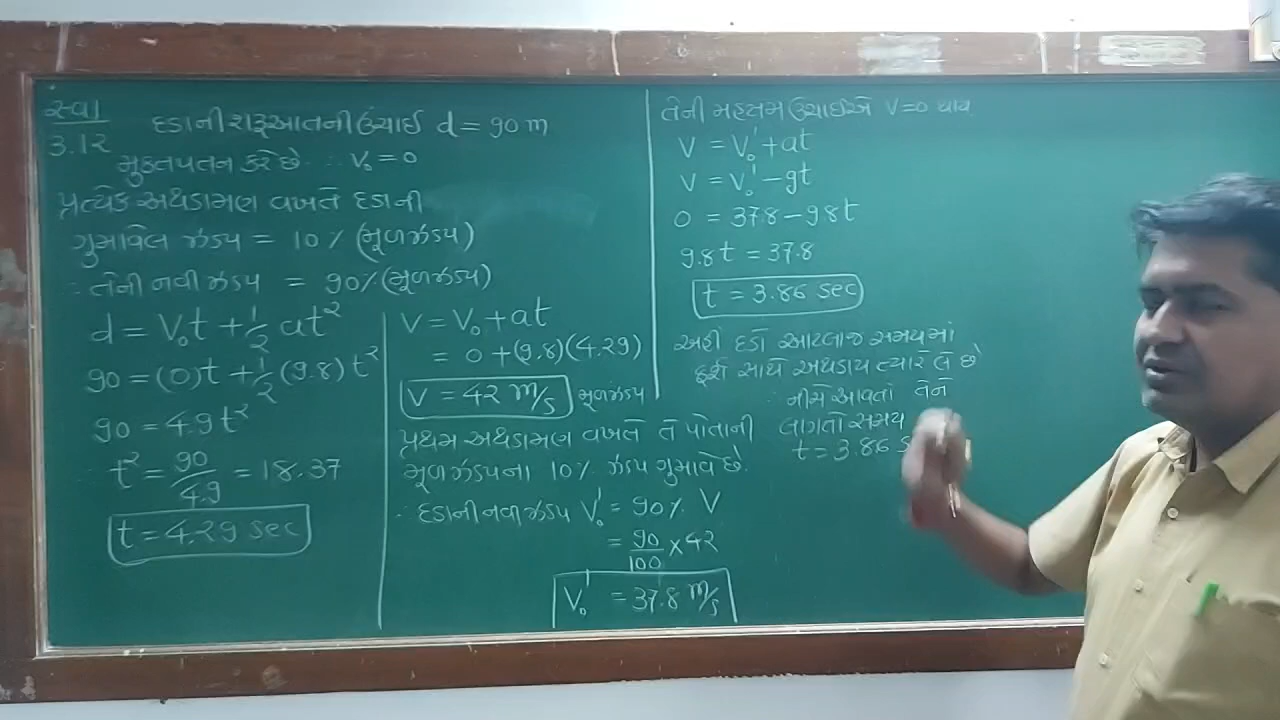 સ્વા
3.12
દડાની શરૂઆતની ઉંચાઈ d = 90 m
મુક્તપતન કરે છે ∴ V₀ = 0
પ્રત્યેક અથડામણ વખતે દડાની
ગુમાવેલ ઝડપ = 10 % (મૂળઝડપ)
∴ તેની નવી ઝડપ = 90% (મૂળઝડપ)
d = V₀t + 1/2 at²
90 = (0)t + 1/2 (9.8) t²
90 = 4.9t²
t² = 90/4.9 = 18.37
t = 4.29 sec
V = V₀ + at
= 0 + (9.8)(4.29)
V = 42 m/s મૂળઝડપ
પ્રથમ અથડામણ વખતે તે પોતાની
મૂળઝડપના 10% ઝડપ ગુમાવે છે.
∴ દડાની નવી ઝડપ V₀' = 90% V
= 90/100 × 42
V₀' = 37.8 m/s
તેની મહત્તમ ઉંચાઈએ V=0 થાય.
V = V₀' + at
V = V₀' - gt
0 = 37.8 - 9.8t
9.8t = 37.8
t = 3.86 sec
અહીં દડો આટલાજ સમયમાં
ફર્શ સાથે અથડાય ત્યારે લે છે
∴ નીચે આવતાં તેને
લાગતો સમય
t = 3.86 s